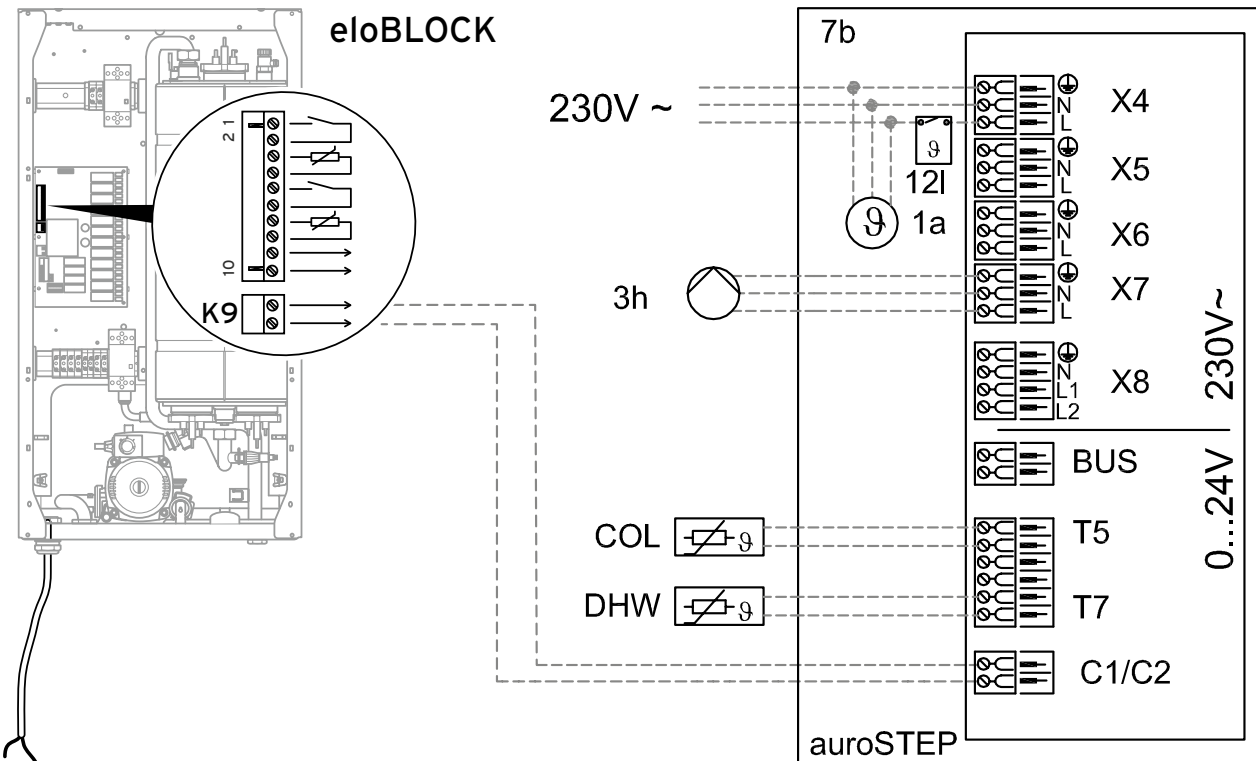 eloBLOCK
7b
230V ~
N
L
X4
12l
1a
N
L
X5
N
L
X6
3h
N
L
X7
N
L1
L2
X8
230V~
BUS
0...24V
COL
ϑ
T5
DHW
ϑ
T7
C1/C2
auroSTEP
1
2
10
K9
ϑ
ϑ